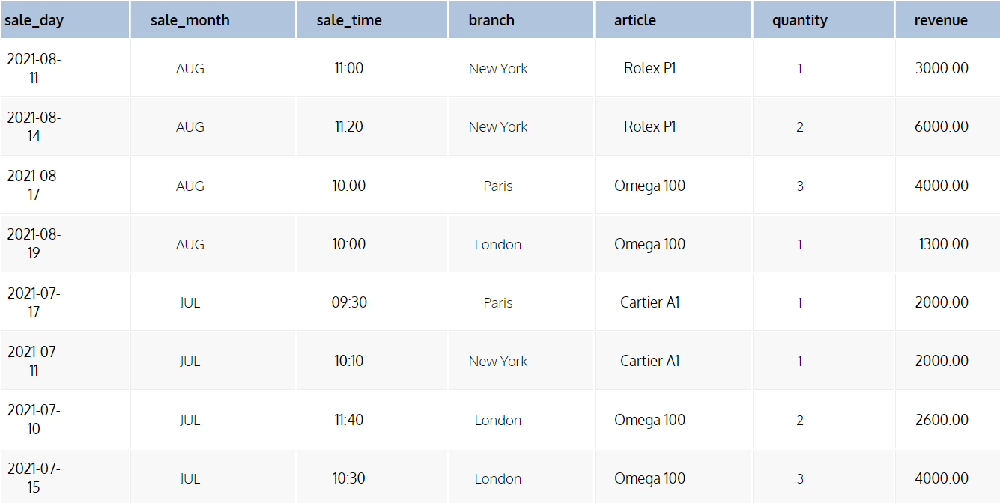 sale_day sale_month sale_time branch article quantity revenue
2021-08-
11 AUG 11:00 New York Rolex P1 1 3000.00
2021-08-
14 AUG 11:20 New York Rolex P1 2 6000.00
2021-08-
17 AUG 10:00 Paris Omega 100 3 4000.00
2021-08-
19 AUG 10:00 London Omega 100 1 1300.00
2021-07-
17 JUL 09:30 Paris Cartier A1 1 2000.00
2021-07-
11 JUL 10:10 New York Cartier A1 1 2000.00
2021-07-
10 JUL 11:40 London Omega 100 2 2600.00
2021-07-
15 JUL 10:30 London Omega 100 3 4000.00